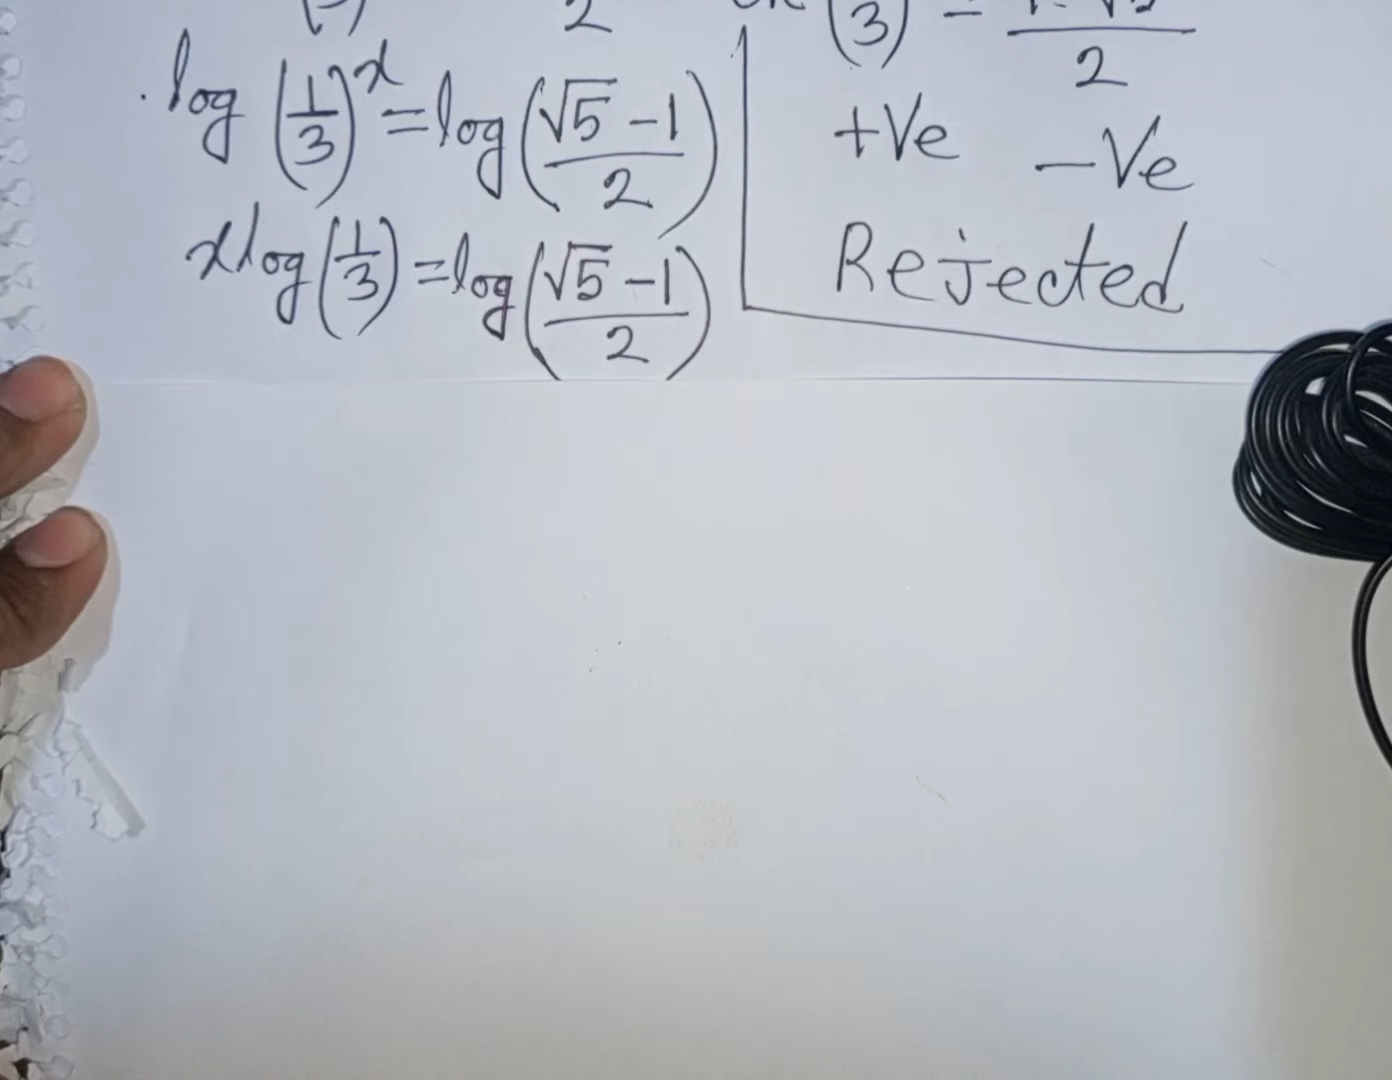 2
(3) = 2
log (1/3)^x = log ((√5 -1)/2)
+Ve -Ve
x log (1/3) = log ((√5 -1)/2)
Rejected